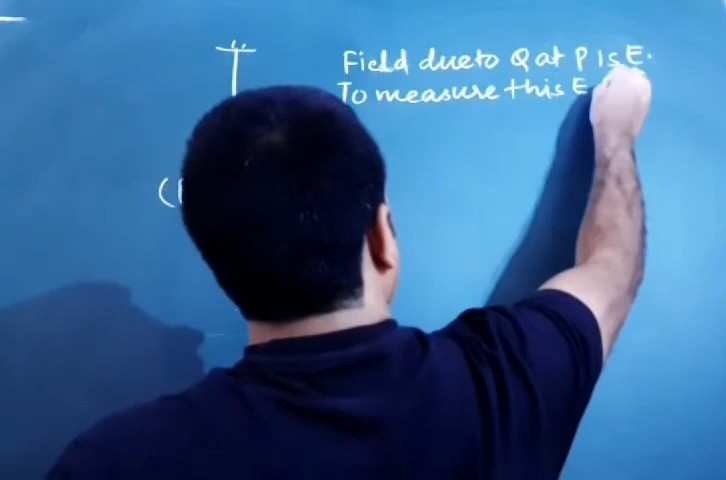 Field due to Q at P is E.
To measure this E